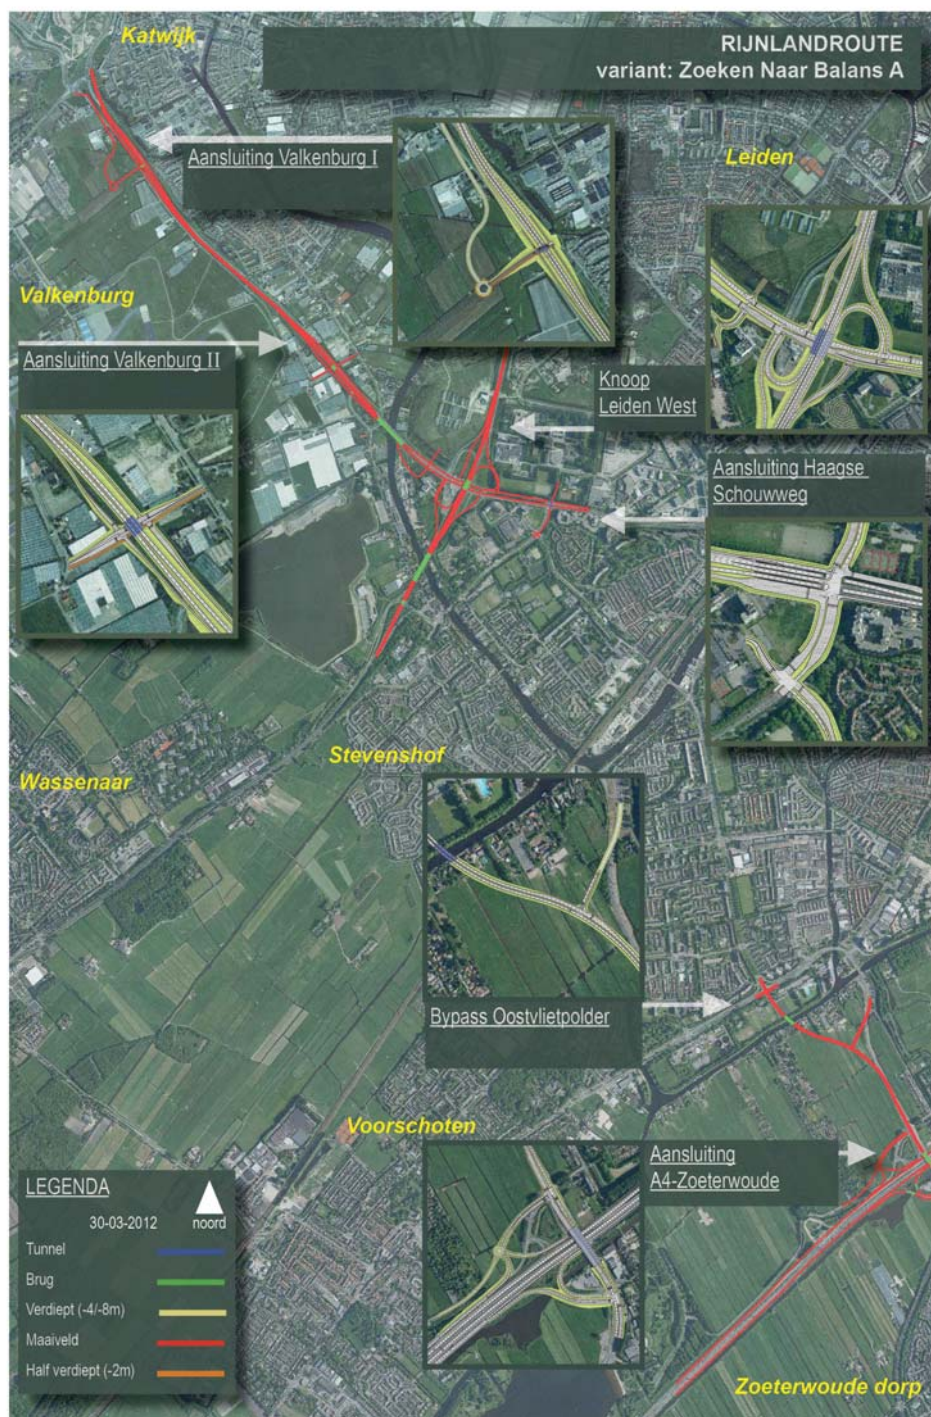 Katwijk
RIJNLANDROUTE
variant: Zoeken Naar Balans A
Aansluiting Valkenburg I
Leiden
Valkenburg
Aansluiting Valkenburg II
Knoop
Leiden West
Aansluiting Haagse
Schouwweg
Stevenshof
Wassenaar
Bypass Oostvlietpolder
Voorschoten
Aansluiting
A4-Zoeterwoude
LEGENDA
30-03-2012
noord
Tunnel
Brug
Verdiept (-4/-8m)
Maaiveld
Half verdiept (-2m)
Zoeterwoude dorp